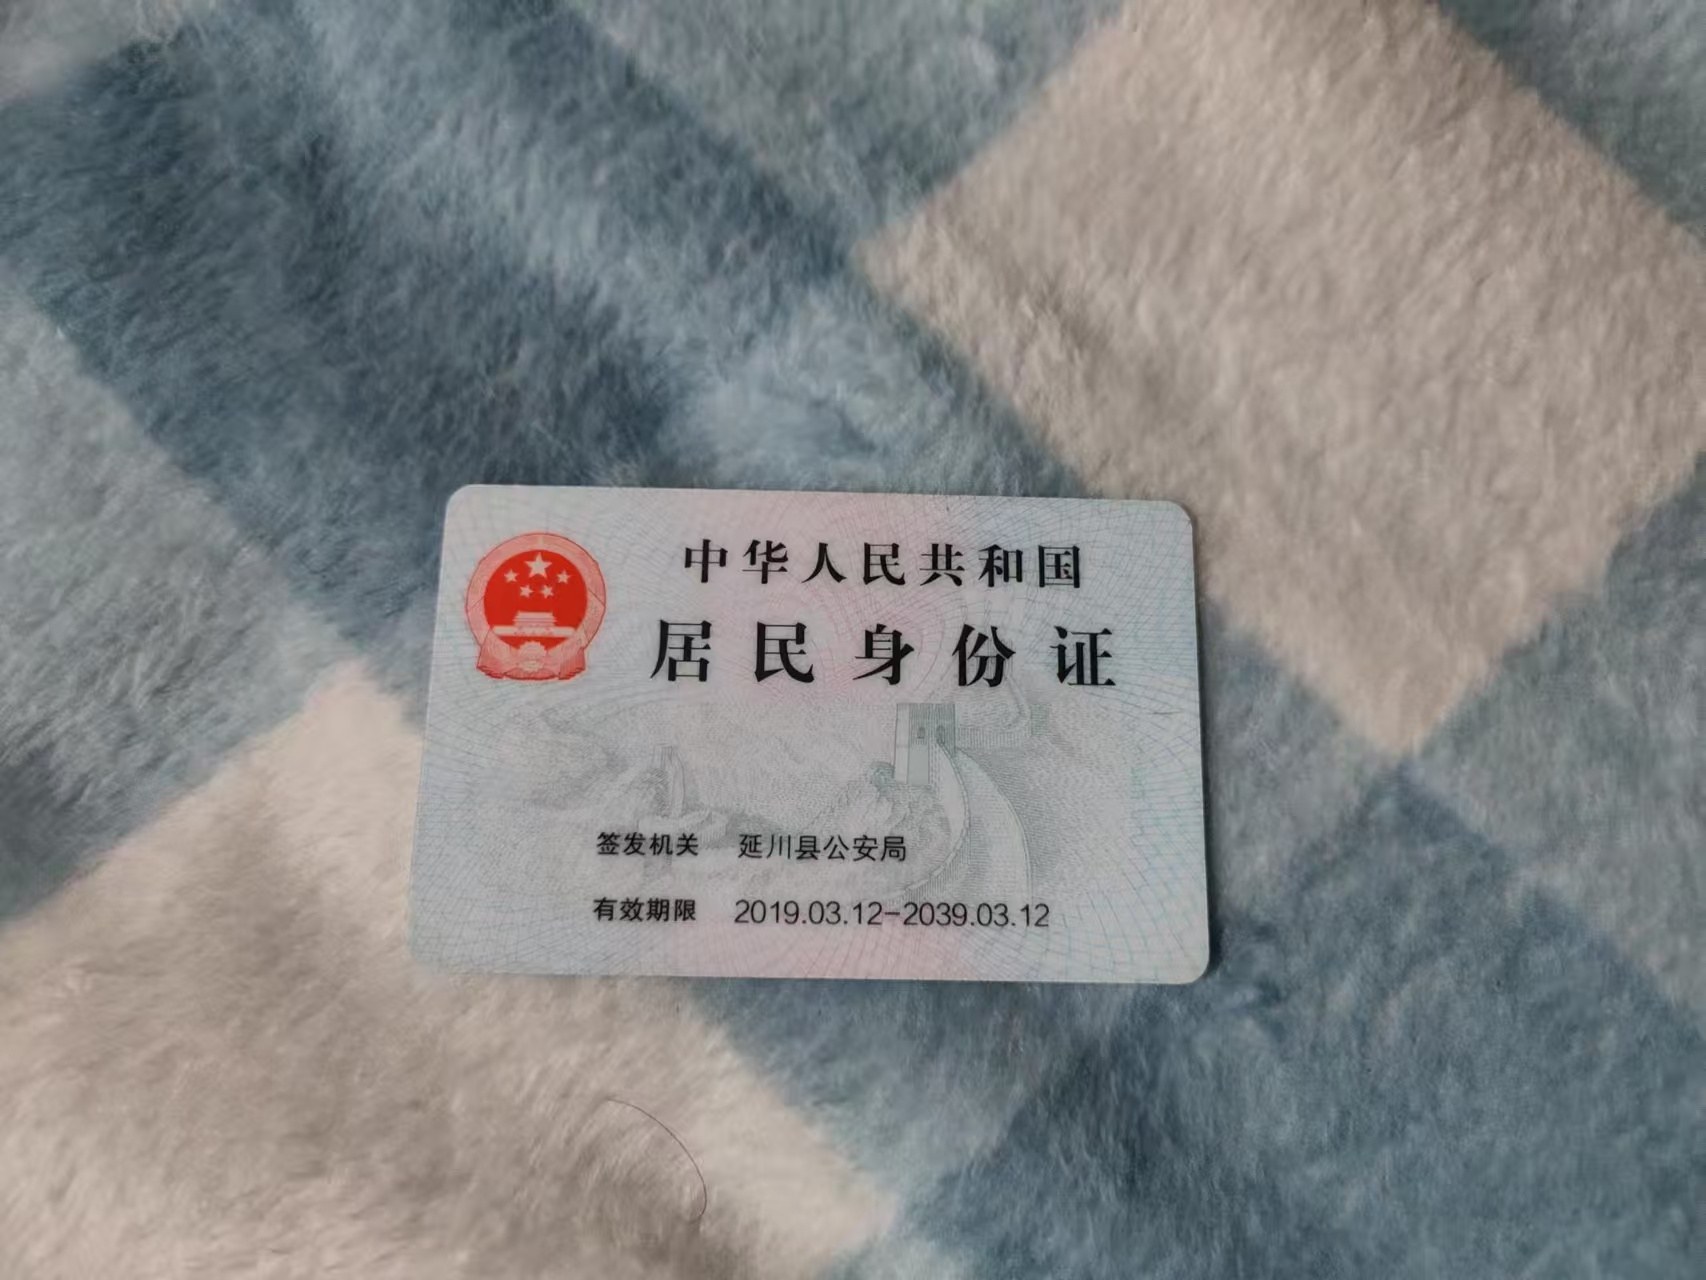 中华人民共和国
居民身份证
签发机关 延川县公安局
有效期限 2019.03.12-2039.03.12